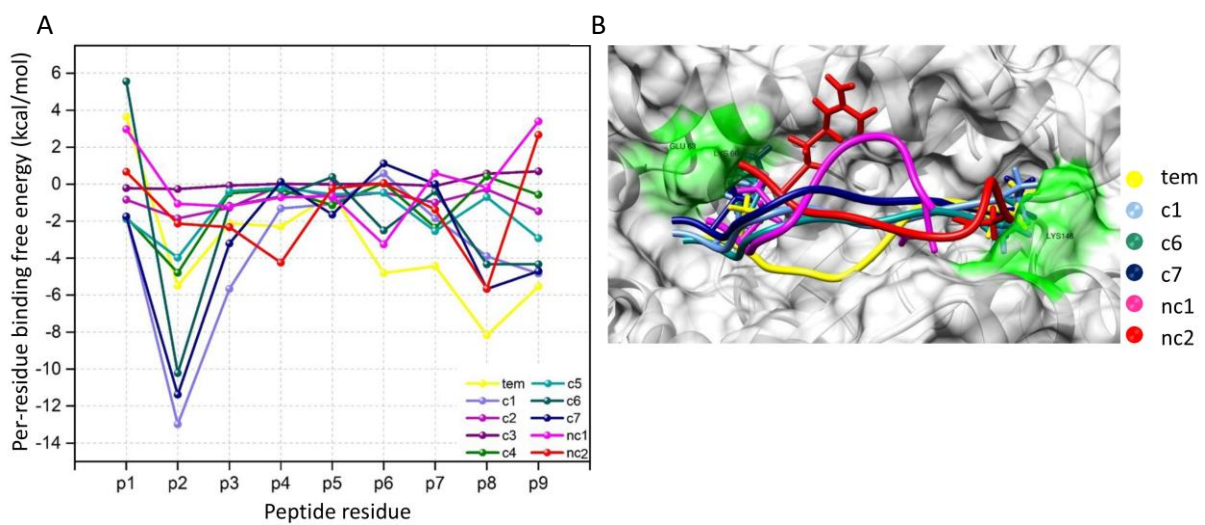 A
B
Per-residue binding free energy (kcal/mol)
6
4
2
0
-2
-4
-6
-8
-10
-12
-14
tem c5
c1 c6
c2 c7
c3 nc1
c4 nc2
p1 p2 p3 p4 p5 p6 p7 p8 p9
Peptide residue
GLU 63
LYS146
tem
c1
c6
c7
nc1
nc2